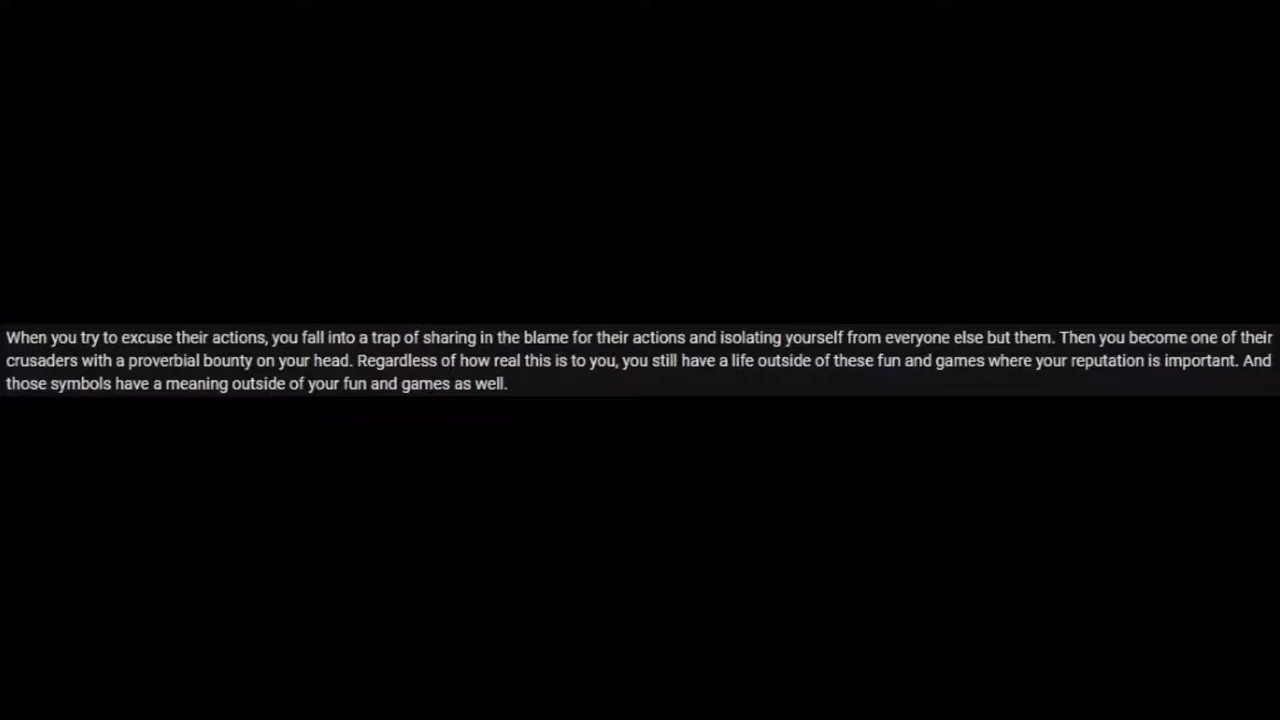 When you try to excuse their actions, you fall into a trap of sharing in the blame for their actions and isolating yourself from everyone else but them. Then you become one of their
crusaders with a proverbial bounty on your head. Regardless of how real this is to you, you still have a life outside of these fun and games where your reputation is important. And
those symbols have a meaning outside of your fun and games as well.